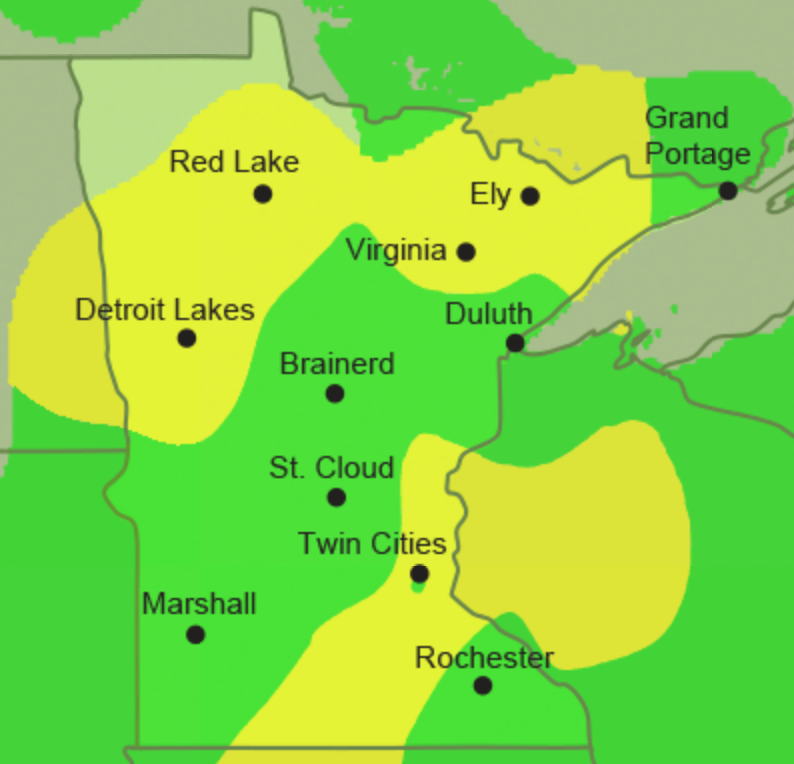 Grand
Portage
Red Lake
Ely
Virginia
Detroit Lakes
Duluth
Brainerd
St. Cloud
Twin Cities
Marshall
Rochester